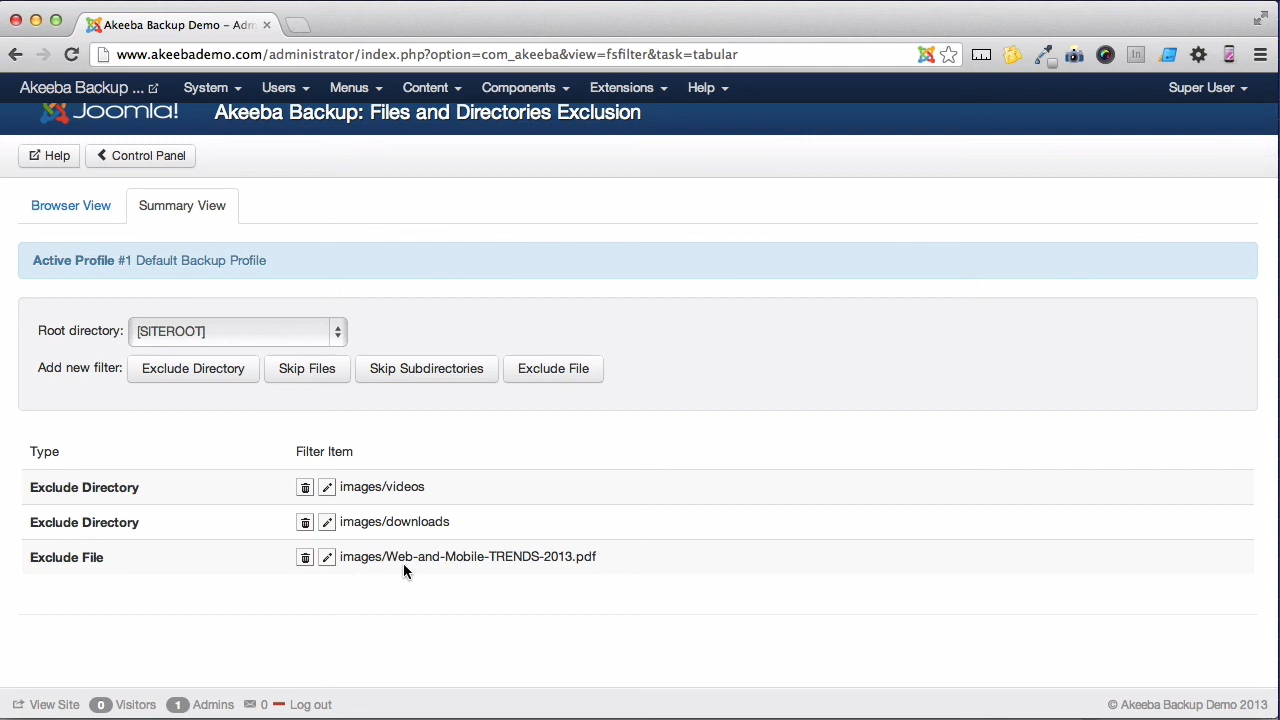 Akeeba Backup Demo – Adm
www.akeebademo.com/administrator/index.php?option=com_akeeba&view=fsfilter&task=tabular
Akeeba Backup ... System Users Menus Content Components Extensions Help Super User
Joomla! Akeeba Backup: Files and Directories Exclusion
Help Control Panel
Browser View Summary View
Active Profile #1 Default Backup Profile
Root directory: [SITEROOT]
Add new filter: Exclude Directory Skip Files Skip Subdirectories Exclude File
Type Filter Item
Exclude Directory images/videos
Exclude Directory images/downloads
Exclude File images/Web-and-Mobile-TRENDS-2013.pdf
View Site 0 Visitors 1 Admins 0 Log out © Akeeba Backup Demo 2013